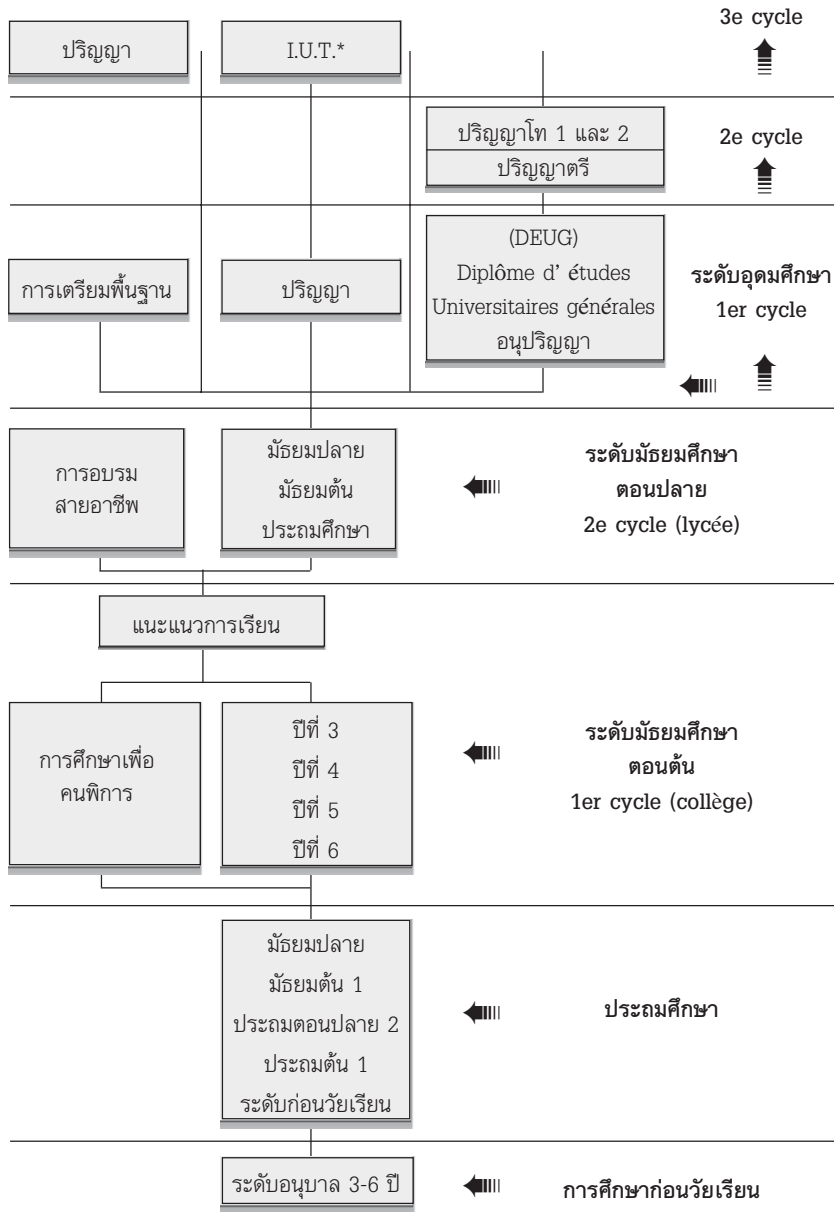 3e cycle
ปริญญา
I.U.T.*
ปริญญาโท 1 และ 2
ปริญญาตรี
2e cycle
การเตรียมพื้นฐาน
ปริญญา
(DEUG)
Diplôme d' études
Universitaires générales
อนุปริญญา
ระดับอุดมศึกษา
1er cycle
การอบรม
สายอาชีพ
มัธยมปลาย
มัธยมต้น
ประถมศึกษา
ระดับมัธยมศึกษา
ตอนปลาย
2e cycle (lycée)
แนะแนวการเรียน
การศึกษาเพื่อ
คนพิการ
ปีที่ 3
ปีที่ 4
ปีที่ 5
ปีที่ 6
ระดับมัธยมศึกษา
ตอนต้น
1er cycle (collège)
มัธยมปลาย
มัธยมต้น 1
ประถมตอนปลาย 2
ประถมต้น 1
ระดับก่อนวัยเรียน
ประถมศึกษา
ระดับอนุบาล 3-6 ปี
การศึกษาก่อนวัยเรียน